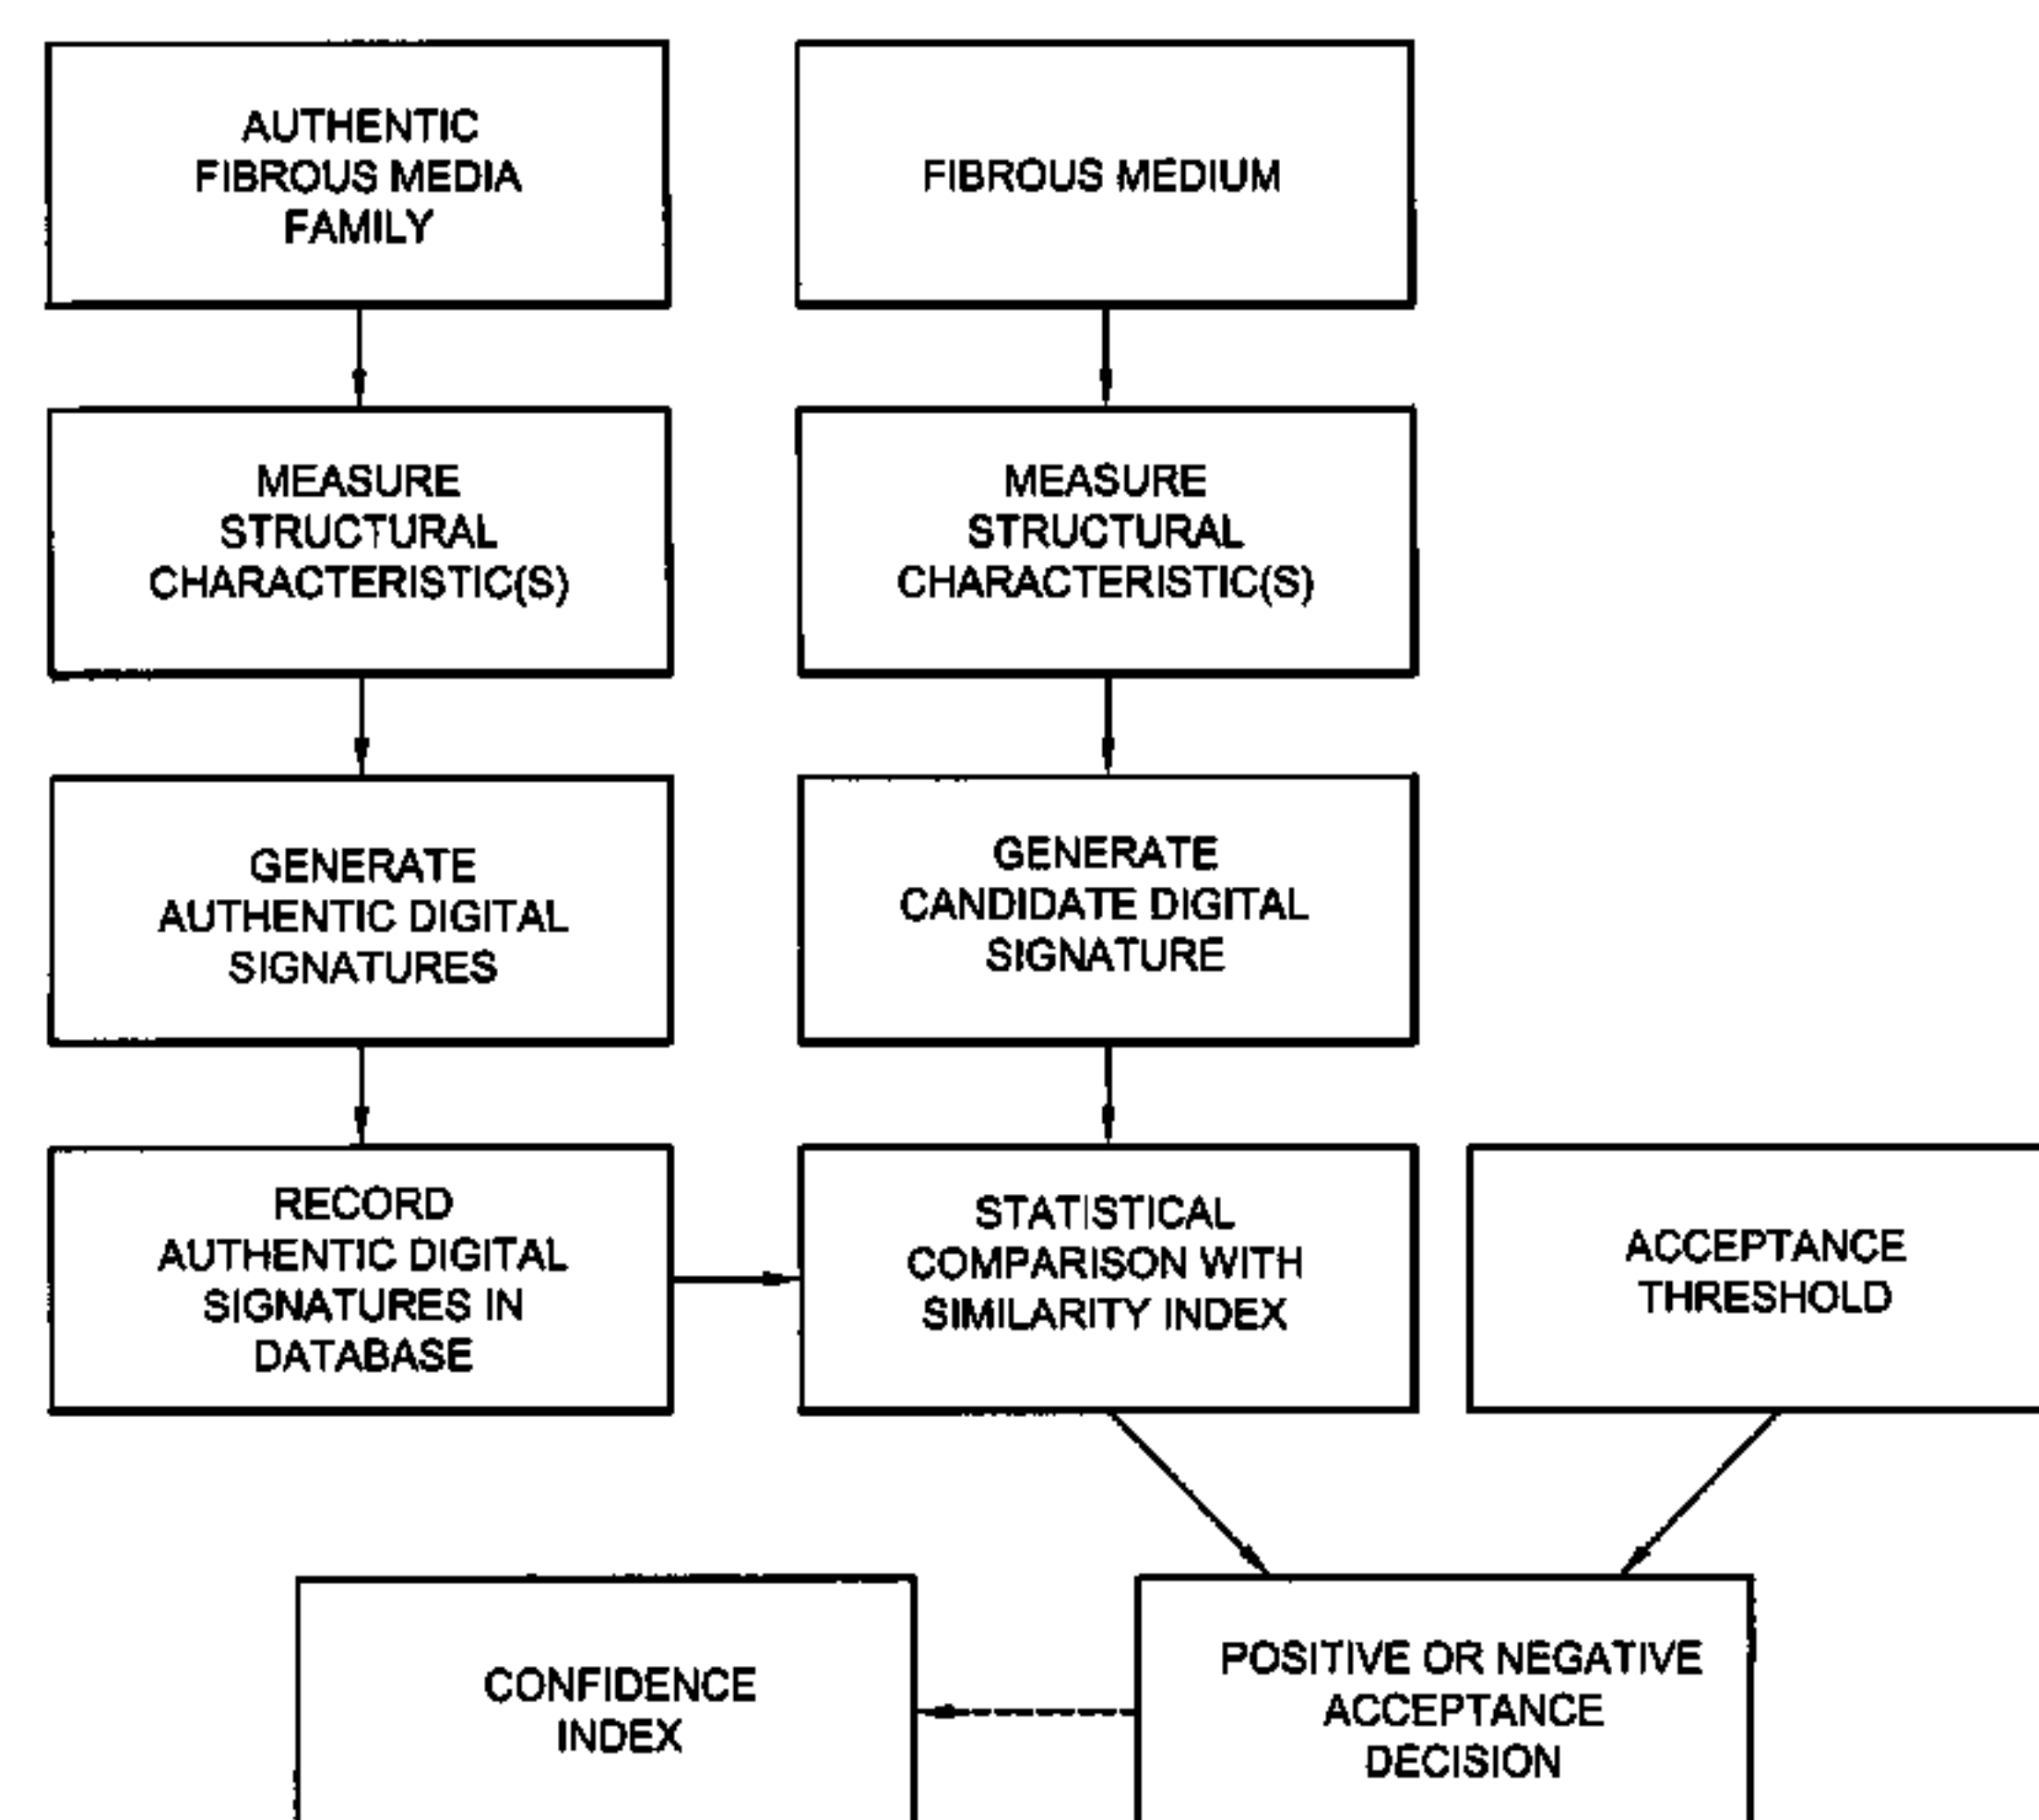 AUTHENTIC
FIBROUS MEDIA
FAMILY
FIBROUS MEDIUM
MEASURE
STRUCTURAL
CHARACTERISTIC(S)
MEASURE
STRUCTURAL
CHARACTERISTIC(S)
GENERATE
AUTHENTIC DIGITAL
SIGNATURES
GENERATE
CANDIDATE DIGITAL
SIGNATURE
RECORD
AUTHENTIC DIGITAL
SIGNATURES IN
DATABASE
STATISTICAL
COMPARISON WITH
SIMILARITY INDEX
ACCEPTANCE
THRESHOLD
CONFIDENCE
INDEX
POSITIVE OR NEGATIVE
ACCEPTANCE
DECISION